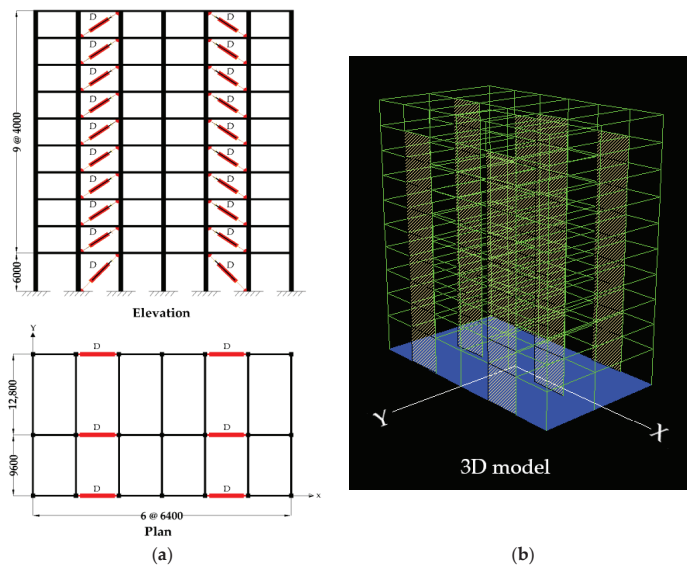 D D
D D
D D
D D
D D
D D
D D
D D
D D
D D
9 @ 4000
6000
Elevation
Y
D D
12,800
D D
9600
D D
x
6 @ 6400
Plan
(a)
Y
X
3D model
(b)